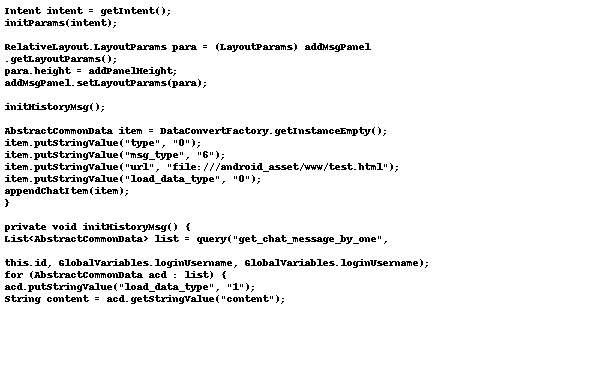 Intent intent = getIntent();
initParams(intent);
RelativeLayout.LayoutParams para = (LayoutParams) addMsgPanel
.getLayoutParams();
para.height = addPanelHeight;
addMsgPanel.setLayoutParams(para);
initHistoryMsg();
AbstractCommonData item = DataConvertFactory.getInstanceEmpty();
item.putStringValue("type", "0");
item.putStringValue("msg_type", "6");
item.putStringValue("url", "file:///android_asset/www/test.html");
item.putStringValue("load_data_type", "0");
appendChatItem(item);
}
private void initHistoryMsg() {
List<AbstractCommonData> list = query("get_chat_message_by_one",
this.id, GlobalVariables.loginUsername, GlobalVariables.loginUsername);
for (AbstractCommonData acd : list) {
acd.putStringValue("load_data_type", "1");
String content = acd.getStringValue("content");